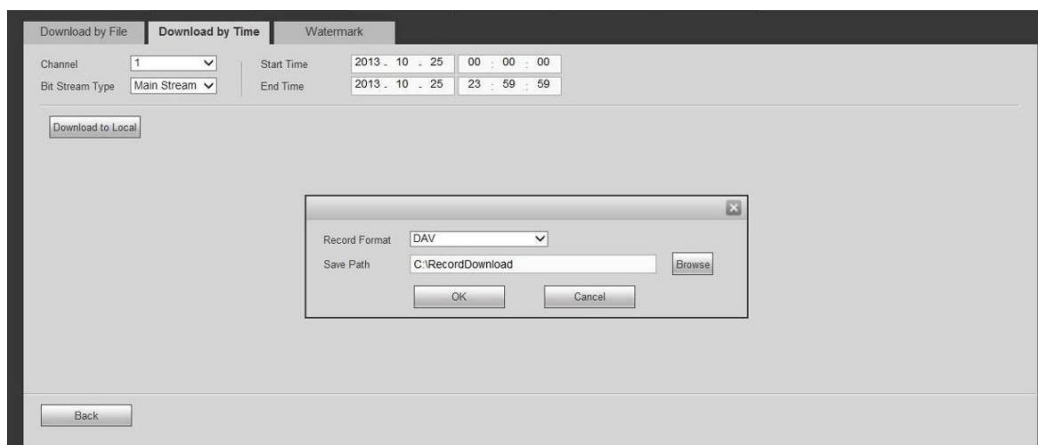 Download by File Download by Time Watermark
Channel 1 Start Time 2013 . 10 . 25 00 : 00 : 00
Bit Stream Type Main Stream End Time 2013 . 10 . 25 23 : 59 : 59
Download to Local
Record Format DAV
Save Path C:\RecordDownload Browse
OK Cancel
Back